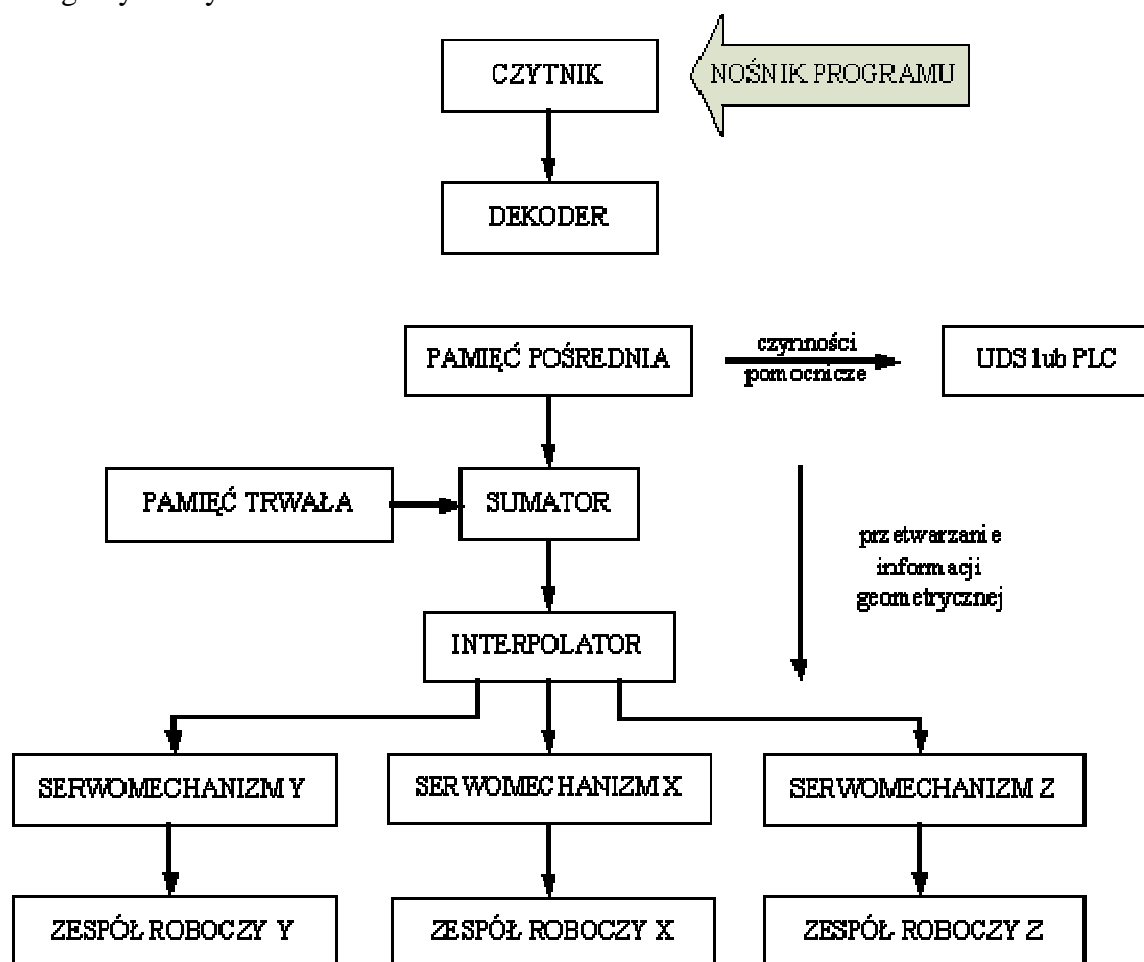 CZYTNIK
NOŚNIK PROGRAMU
DEKODER
PAMIĘĆ POŚREDNIA
czynności
pomocnicze
UDS lub PLC
PAMIĘĆ TRWAŁA
SUMATOR
przetwarzanie
informacji
geometrycznej
INTERPOLATOR
SERWOMECHANIZM Y
SERWOMECHANIZM X
SERWOMECHANIZM Z
ZESPÓŁ ROBOCZY Y
ZESPÓŁ ROBOCZY X
ZESPÓŁ ROBOCZY Z